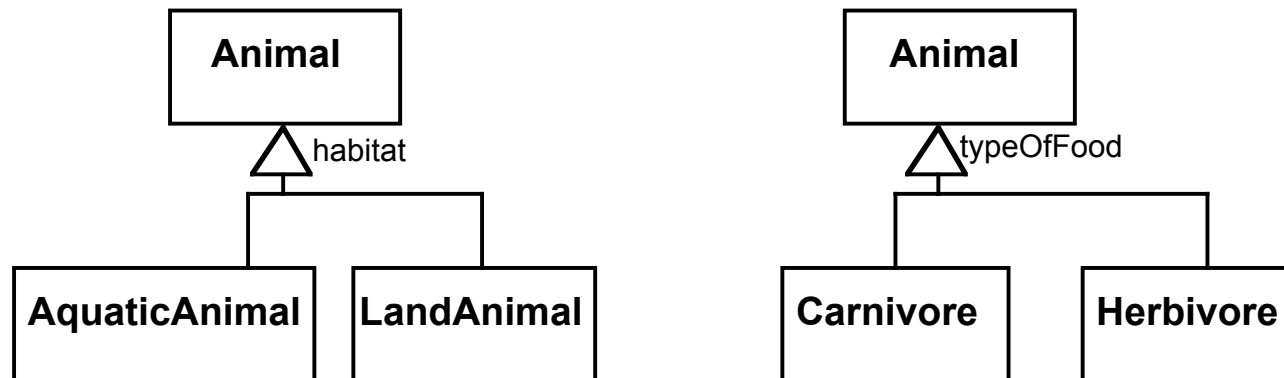 Animal
habitat
AquaticAnimal
LandAnimal
Animal
typeOfFood
Carnivore
Herbivore